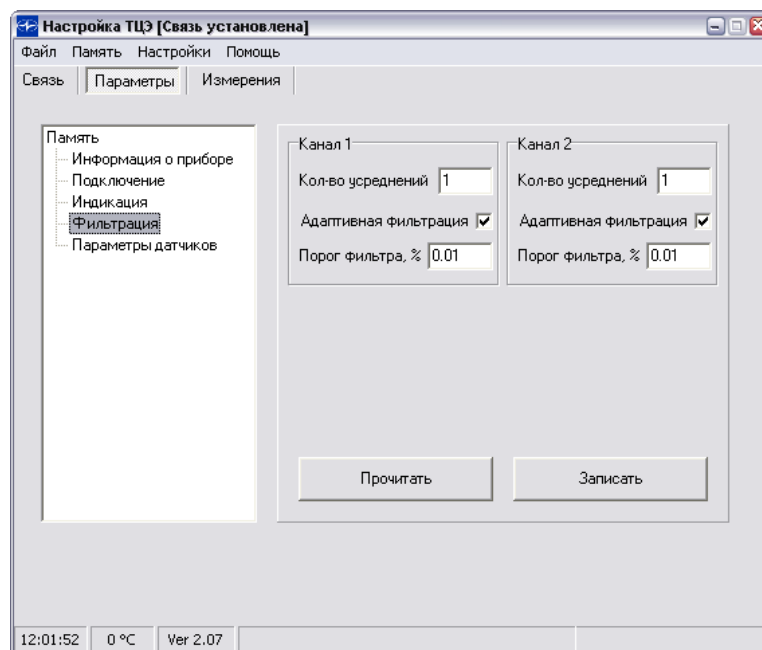 Настройка ТЦЭ [Связь установлена]
Файл Память Настройки Помощь
Связь Параметры Измерения
Память
Информация о приборе
Подключение
Индикация
Фильтрация
Параметры датчиков
Канал 1
Кол-во усреднений 1
Адаптивная фильтрация
Порог фильтра, % 0.01
Канал 2
Кол-во усреднений 1
Адаптивная фильтрация
Порог фильтра, % 0.01
Прочитать Записать
12:01:52 0 °C Ver 2.07